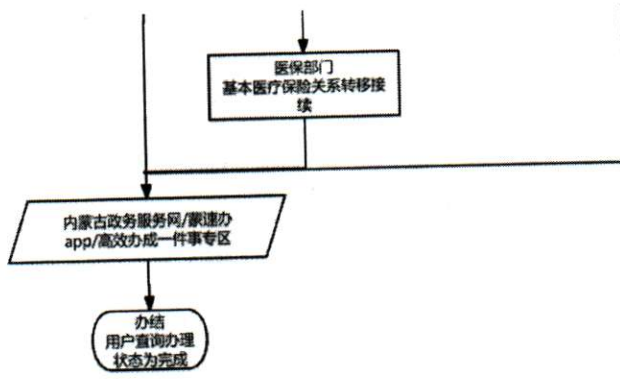 医保部门
基本医疗保险关系转移接
续
内蒙古政务服务网/蒙速办
app/高效办成一件事专区
办结
用户查询办理
状态为完成